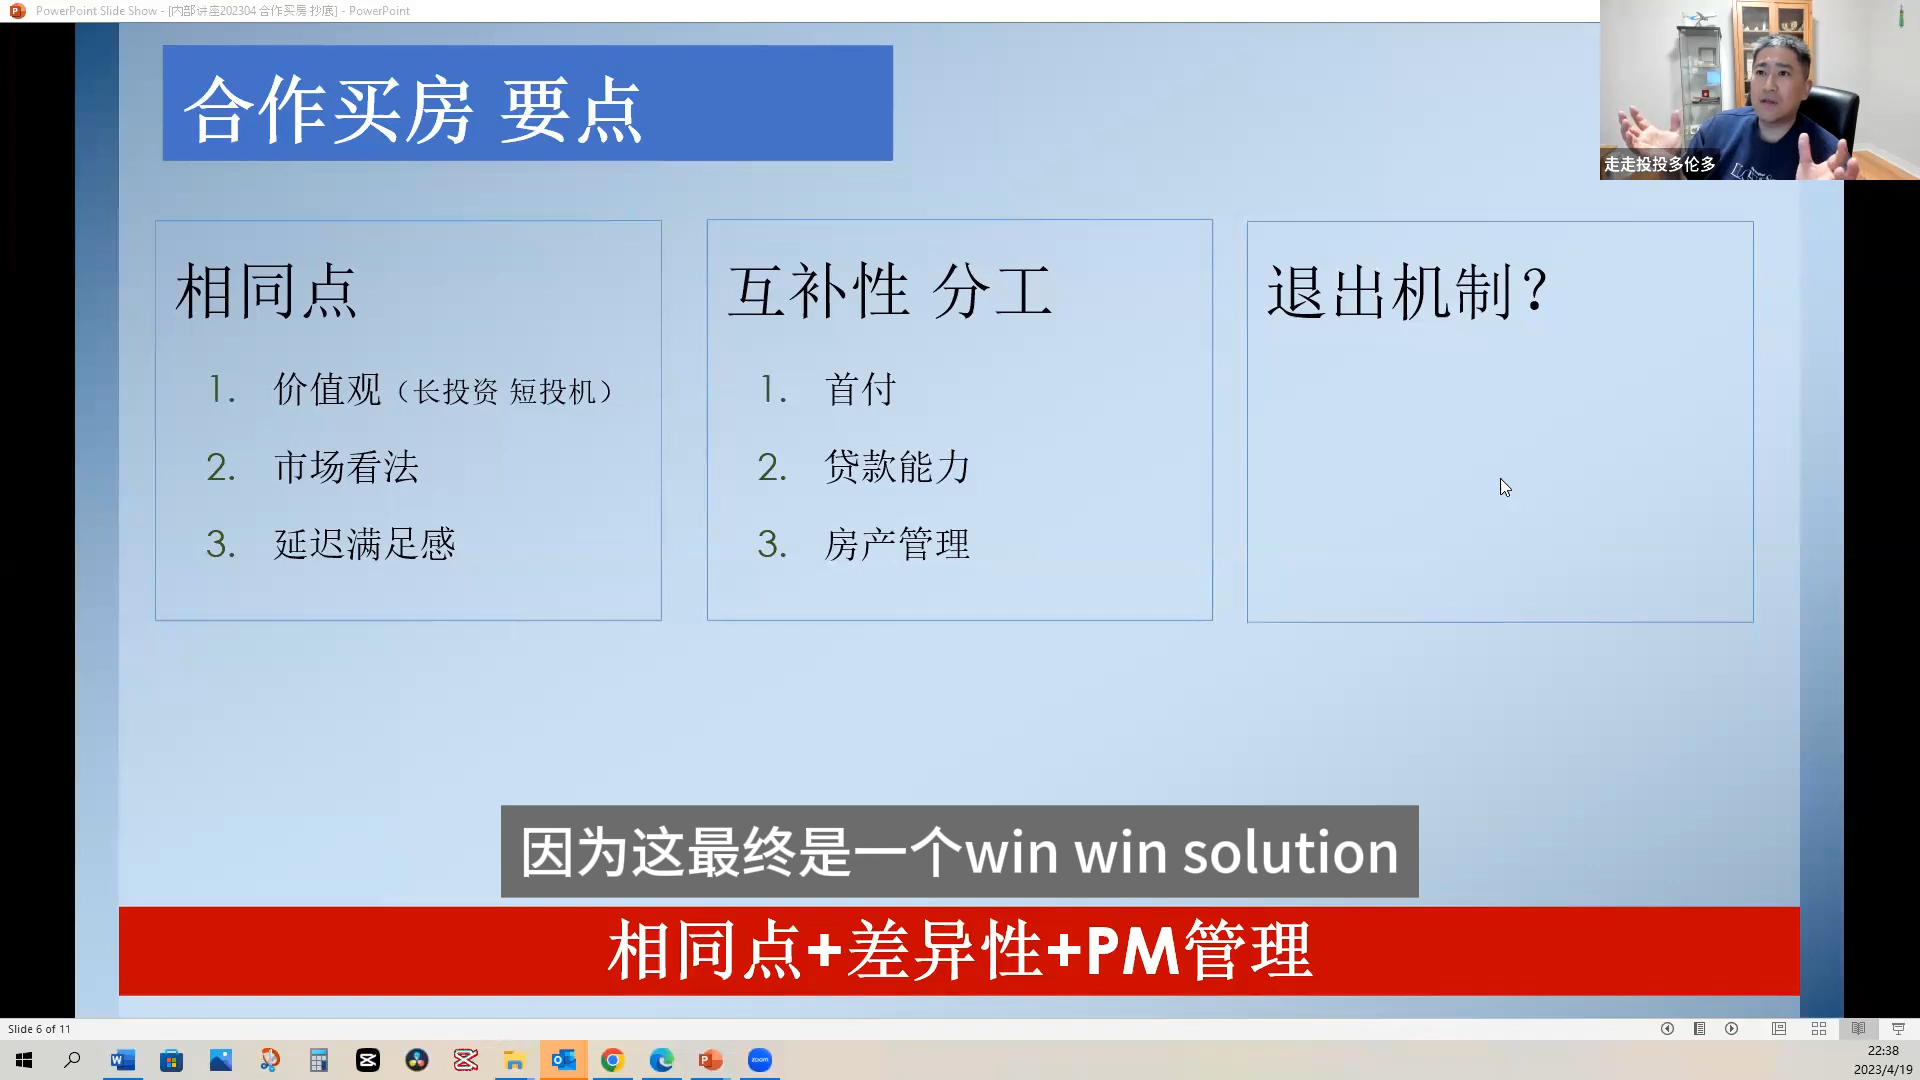 PowerPoint Slide Show - [内部讲座202304 合作买房 抄底] - PowerPoint
合作买房 要点
走走投投多伦多
相同点
1. 价值观（长投资 短投机）
2. 市场看法
3. 延迟满足感
互补性 分工
1. 首付
2. 贷款能力
3. 房产管理
退出机制？
因为这最终是一个win win solution
相同点+差异性+PM管理
Slide 6 of 11
zoom
22:38
2023/4/19